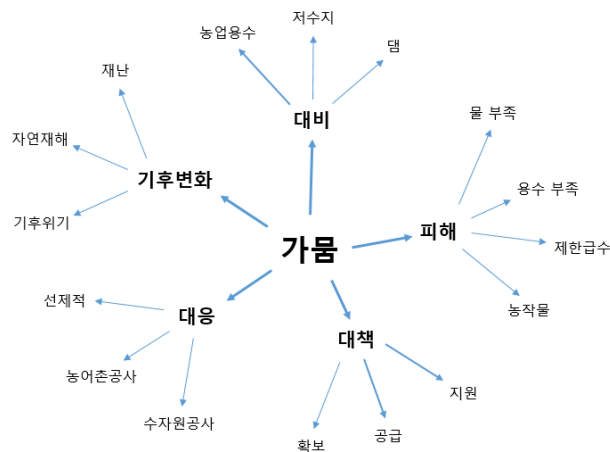 저수지
농업용수
댐
재난
대비
물 부족
자연재해
기후변화
용수 부족
기후위기
피해
가뭄
제한급수
선제적
대응
농작물
대책
농어촌공사
지원
수자원공사
공급
확보